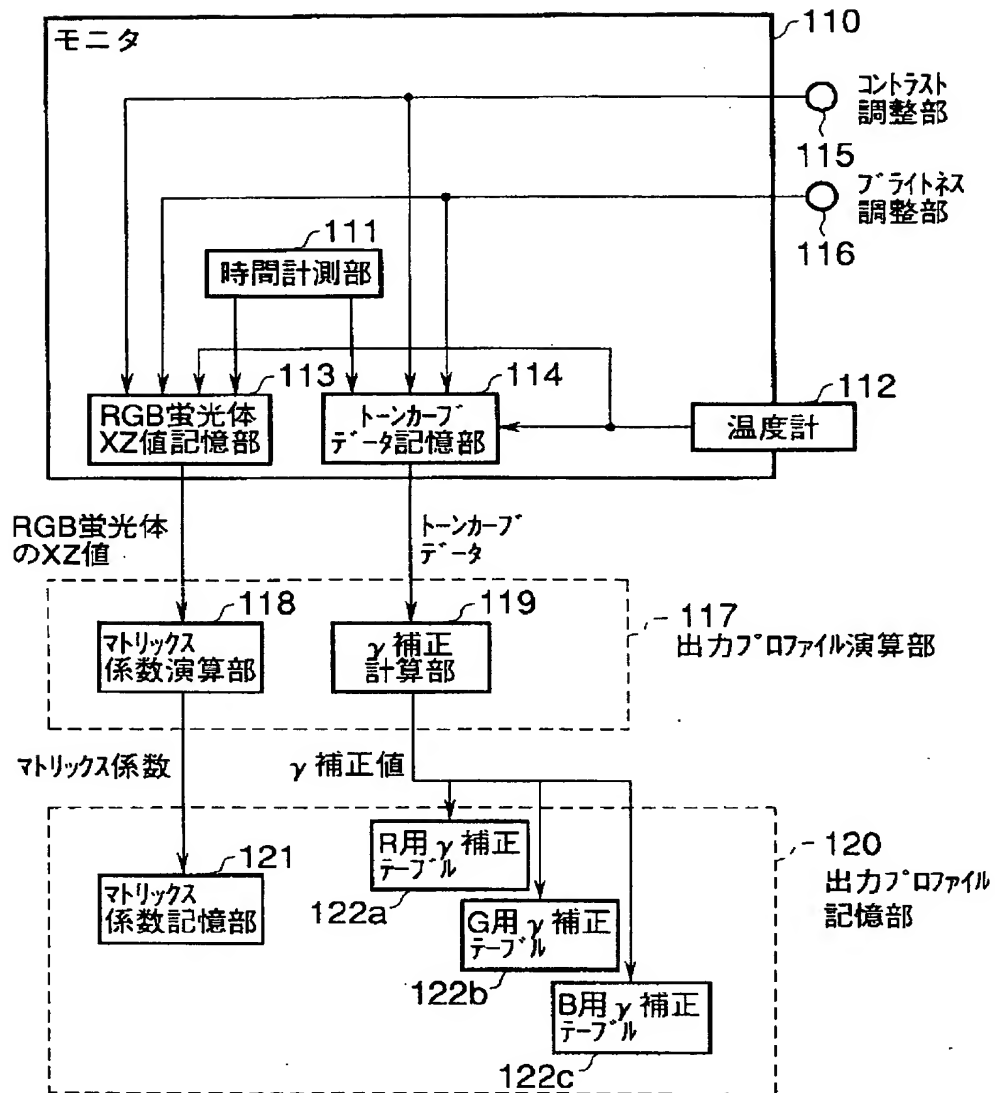 モニタ
110
コントラスト
調整部
115
ブライトネス
調整部
116
111
時間計測部
113
RGB蛍光体
XZ値記憶部
114
トーンカーブ
データ記憶部
112
温度計
RGB蛍光体
のXZ値
トーンカーブ
データ
118
マトリックス
係数演算部
119
γ補正
計算部
117
出力プロファイル演算部
マトリックス係数
γ補正値
121
マトリックス
係数記憶部
R用γ補正
テーブル
122a
G用γ補正
テーブル
122b
B用γ補正
テーブル
122c
120
出力プロファイル
記憶部